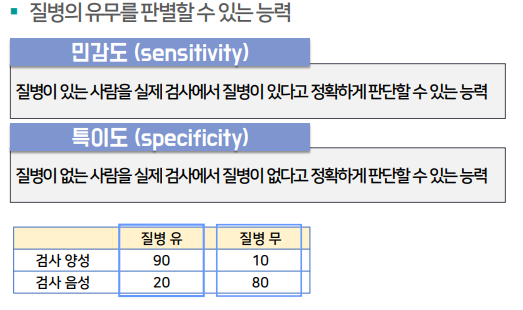 ▪ 질병의 유무를 판별할 수 있는 능력
민감도 (sensitivity)
질병이 있는 사람을 실제 검사에서 질병이 있다고 정확하게 판단할 수 있는 능력
특이도 (specificity)
질병이 없는 사람을 실제 검사에서 질병이 없다고 정확하게 판단할 수 있는 능력
질병 유 질병 무
검사 양성 90 10
검사 음성 20 80